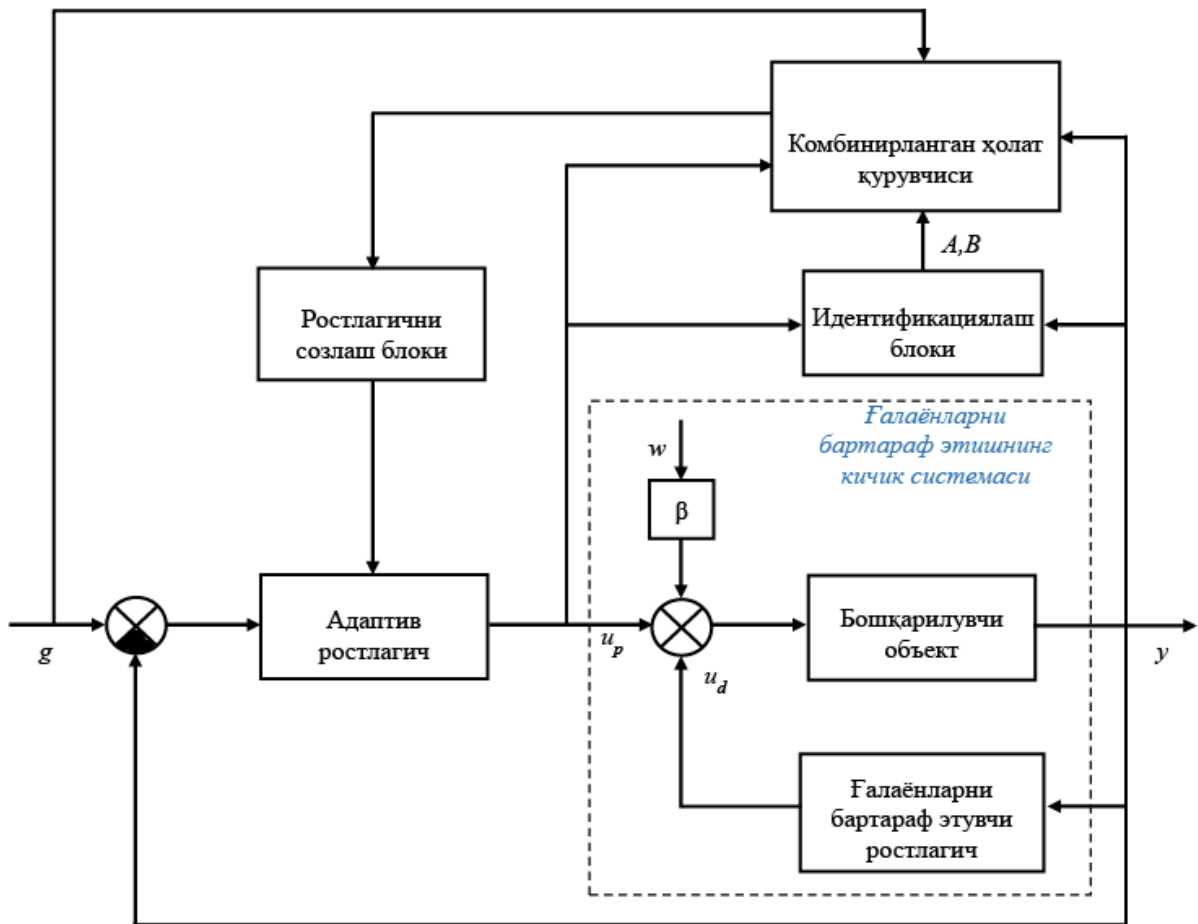 Комбинирланган ҳолат
қурувчиси
A,B
Ростлагични
созлаш блоки
Идентификациялаш
блоки
Ғалаёнларни
бартараф этишнинг
кичик системаси
w
β
Адаптив
ростлагич
Бошқарилувчи
объект
g
u_p
u_d
y
Ғалаёнларни
бартараф этувчи
ростлагич